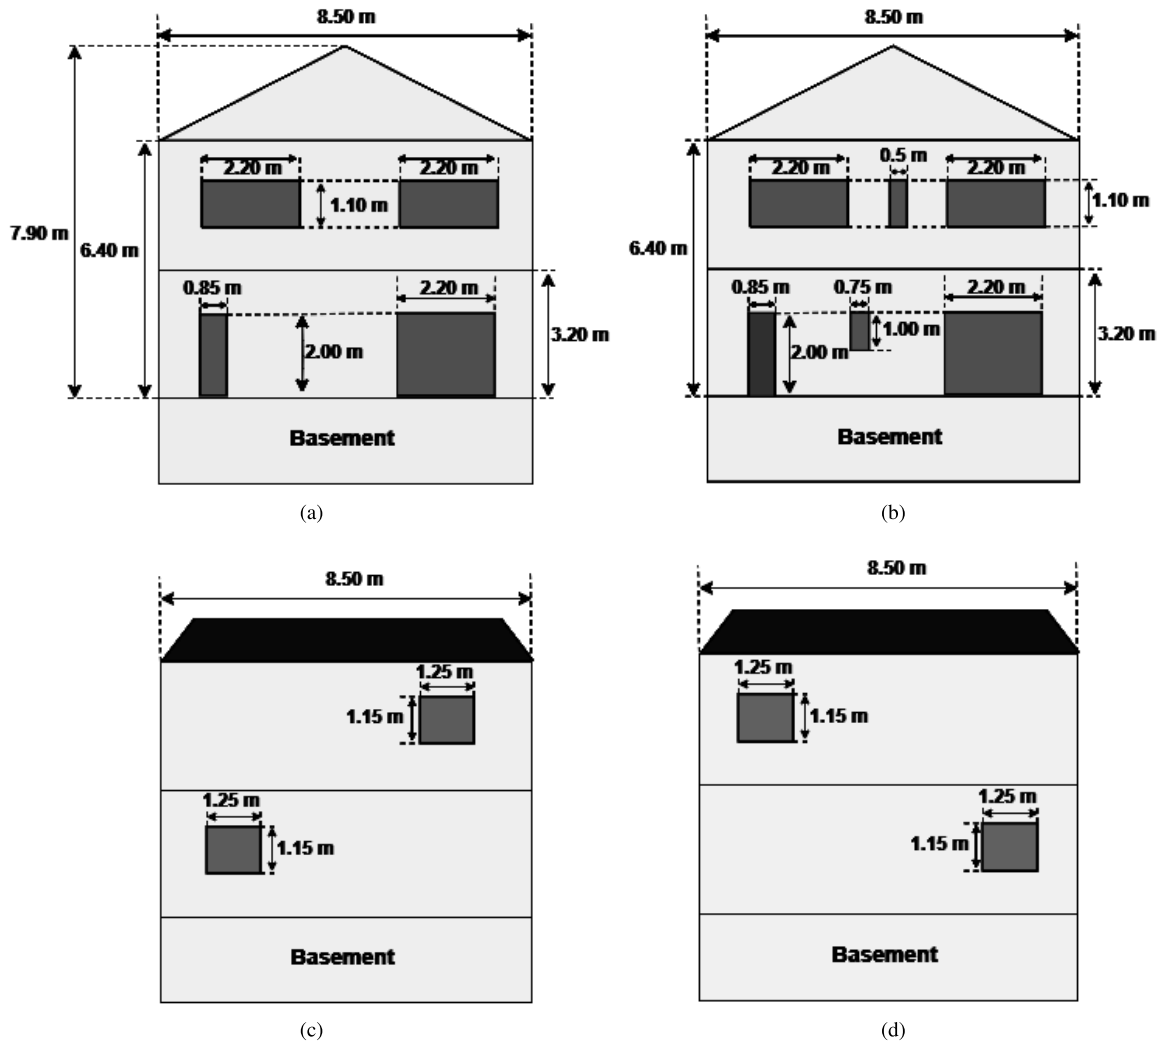 8.50 m
2.20 m
2.20 m
1.10 m
7.90 m
6.40 m
0.85 m
2.20 m
2.00 m
3.20 m
Basement
(a)
8.50 m
0.5 m
2.20 m
2.20 m
1.10 m
6.40 m
0.85 m
0.75 m
2.20 m
1.00 m
2.00 m
3.20 m
Basement
(b)
8.50 m
1.25 m
1.15 m
1.25 m
1.15 m
Basement
(c)
8.50 m
1.25 m
1.15 m
1.25 m
1.15 m
Basement
(d)